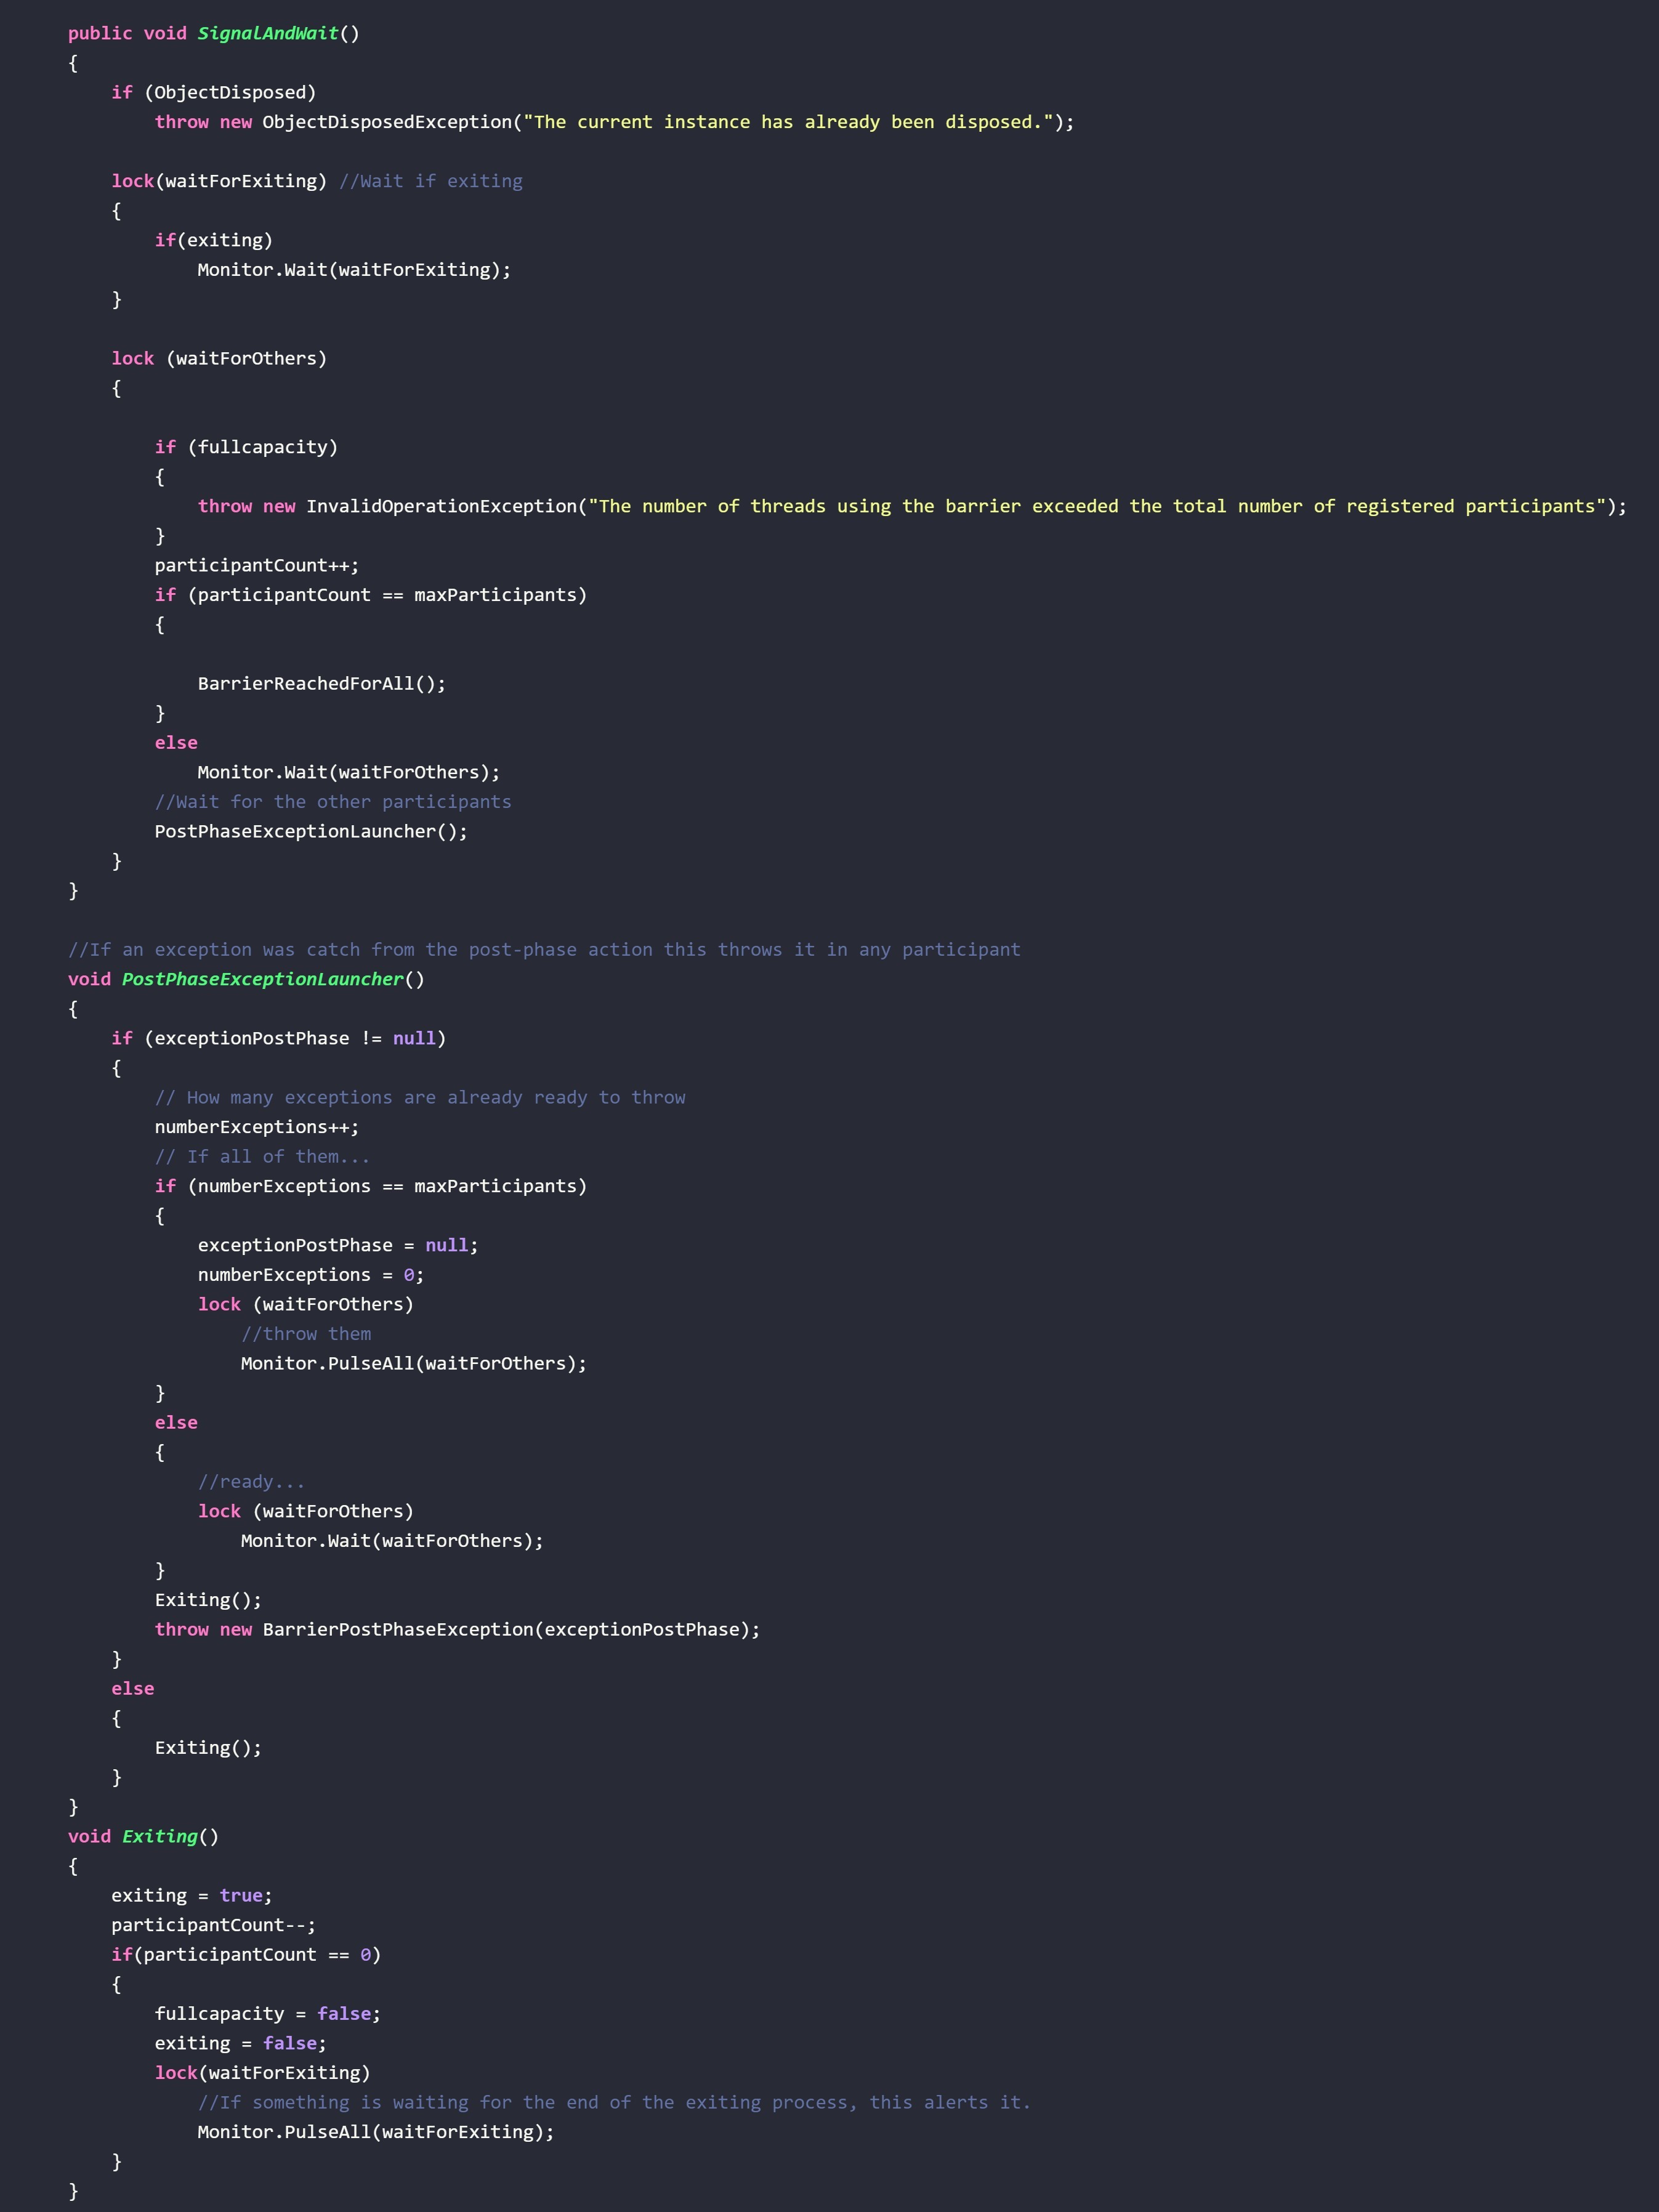 public void SignalAndWait()
{
if (ObjectDisposed)
throw new ObjectDisposedException("The current instance has already been disposed.");
lock(waitForExiting) //Wait if exiting
{
if(exiting)
Monitor.Wait(waitForExiting);
}
lock (waitForOthers)
{
if (fullcapacity)
{
throw new InvalidOperationException("The number of threads using the barrier exceeded the total number of registered participants");
}
participantCount++;
if (participantCount == maxParticipants)
{
BarrierReachedForAll();
}
else
Monitor.Wait(waitForOthers);
//Wait for the other participants
PostPhaseExceptionLauncher();
}
}
//If an exception was catch from the post-phase action this throws it in any participant
void PostPhaseExceptionLauncher()
{
if (exceptionPostPhase != null)
{
// How many exceptions are already ready to throw
numberExceptions++;
// If all of them...
if (numberExceptions == maxParticipants)
{
exceptionPostPhase = null;
numberExceptions = 0;
lock (waitForOthers)
//throw them
Monitor.PulseAll(waitForOthers);
}
else
{
//ready...
lock (waitForOthers)
Monitor.Wait(waitForOthers);
}
Exiting();
throw new BarrierPostPhaseException(exceptionPostPhase);
}
else
{
Exiting();
}
}
void Exiting()
{
exiting = true;
participantCount--;
if(participantCount == 0)
{
fullcapacity = false;
exiting = false;
lock(waitForExiting)
//If something is waiting for the end of the exiting process, this alerts it.
Monitor.PulseAll(waitForExiting);
}
}